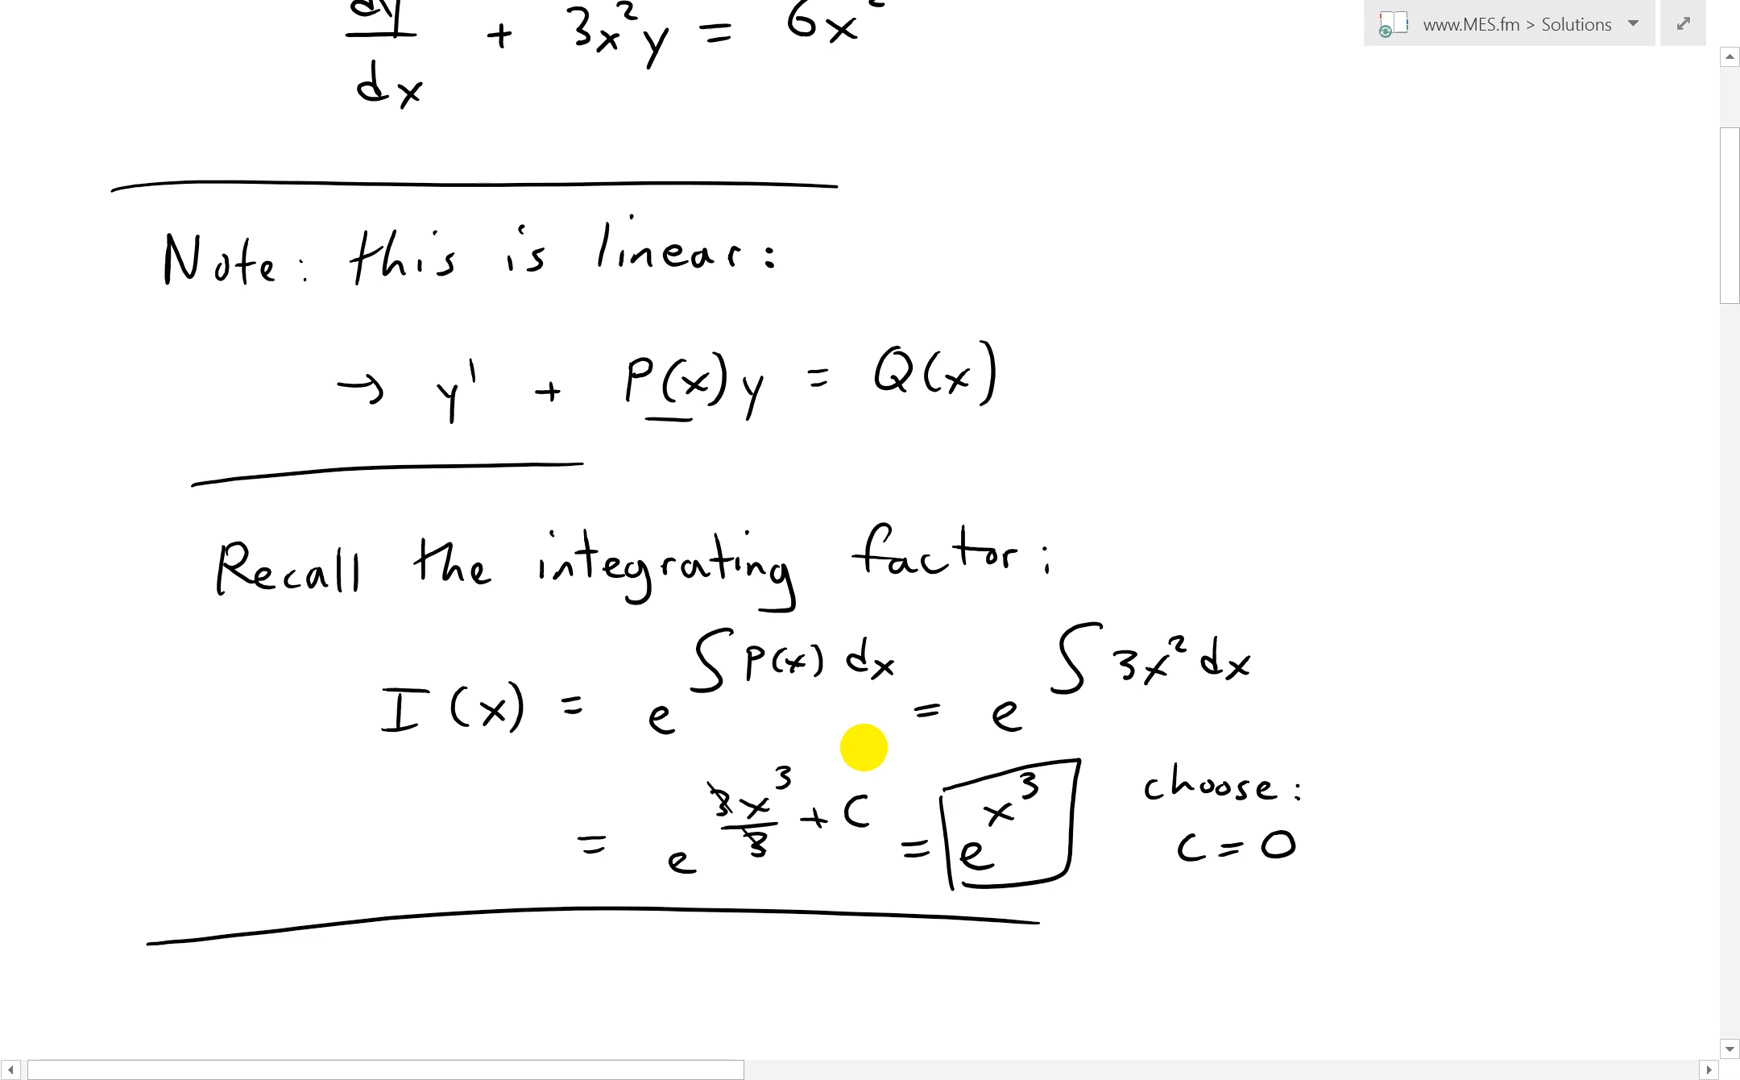 www.MES.fm > Solutions
dy/dx + 3x²y = 6x²
Note: this is linear:
→ y' + P(x)y = Q(x)
Recall the integrating factor:
I(x) = e^∫P(x) dx = e^∫3x² dx
= e^(3x³/3 + C) = e^x³ choose:
C = 0